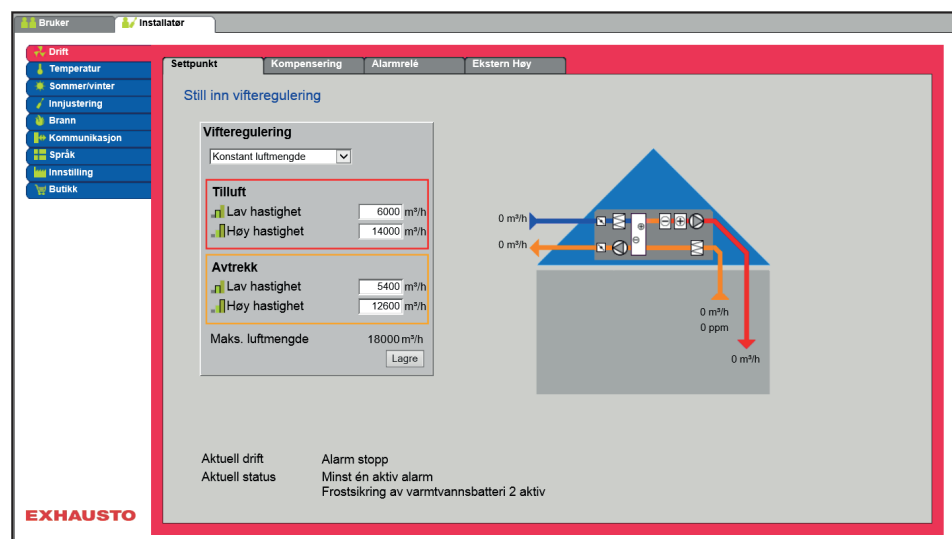 Bruker Installatør
Drift
Temperatur
Sommer/vinter
Innjustering
Brann
Kommunikasjon
Språk
Innstilling
Butikk
Settpunkt Kompensering Alarmrelé Ekstern Høy
Still inn vifteregulering
Vifteregulering
Konstant luftmengde
Tilluft
Lav hastighet 6000 m³/h
Høy hastighet 14000 m³/h
Avtrekk
Lav hastighet 5400 m³/h
Høy hastighet 12600 m³/h
Maks. luftmengde 18000 m³/h
Lagre
0 m³/h
0 m³/h
0 m³/h
0 ppm
0 m³/h
Aktuell drift Alarm stopp
Aktuell status Minst én aktiv alarm
Frostsikring av varmtvannsbatteri 2 aktiv
EXHAUSTO